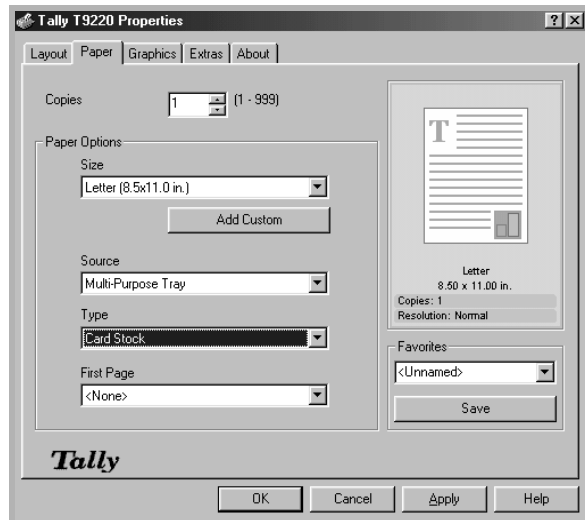 Tally T9220 Properties
Layout Paper Graphics Extras About
Copies 1 (1 - 999)
Paper Options
Size
Letter (8.5x11.0 in.)
Add Custom
Source
Multi-Purpose Tray
Type
Card Stock
First Page
<None>
T
Letter
8.50 x 11.00 in.
Copies: 1
Resolution: Normal
Favorites
<Unnamed>
Save
Tally
OK Cancel Apply Help